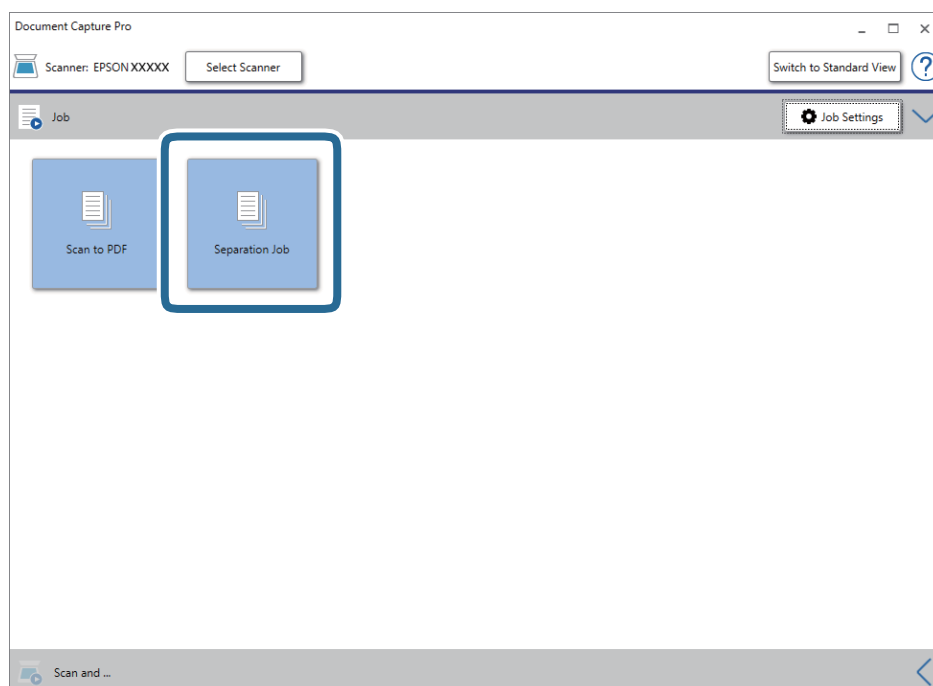 Document Capture Pro
Scanner: EPSON XXXXX
Select Scanner
Switch to Standard View
?
Job
Job Settings
Scan to PDF
Separation Job
Scan and ...